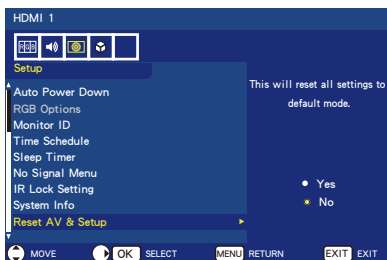 HDMI 1
RGB
Setup
Auto Power Down
RGB Options
Monitor ID
Time Schedule
Sleep Timer
No Signal Menu
IR Lock Setting
System Info
Reset AV & Setup
This will reset all settings to
default mode.
Yes
No
MOVE OK SELECT MENU RETURN EXIT EXIT